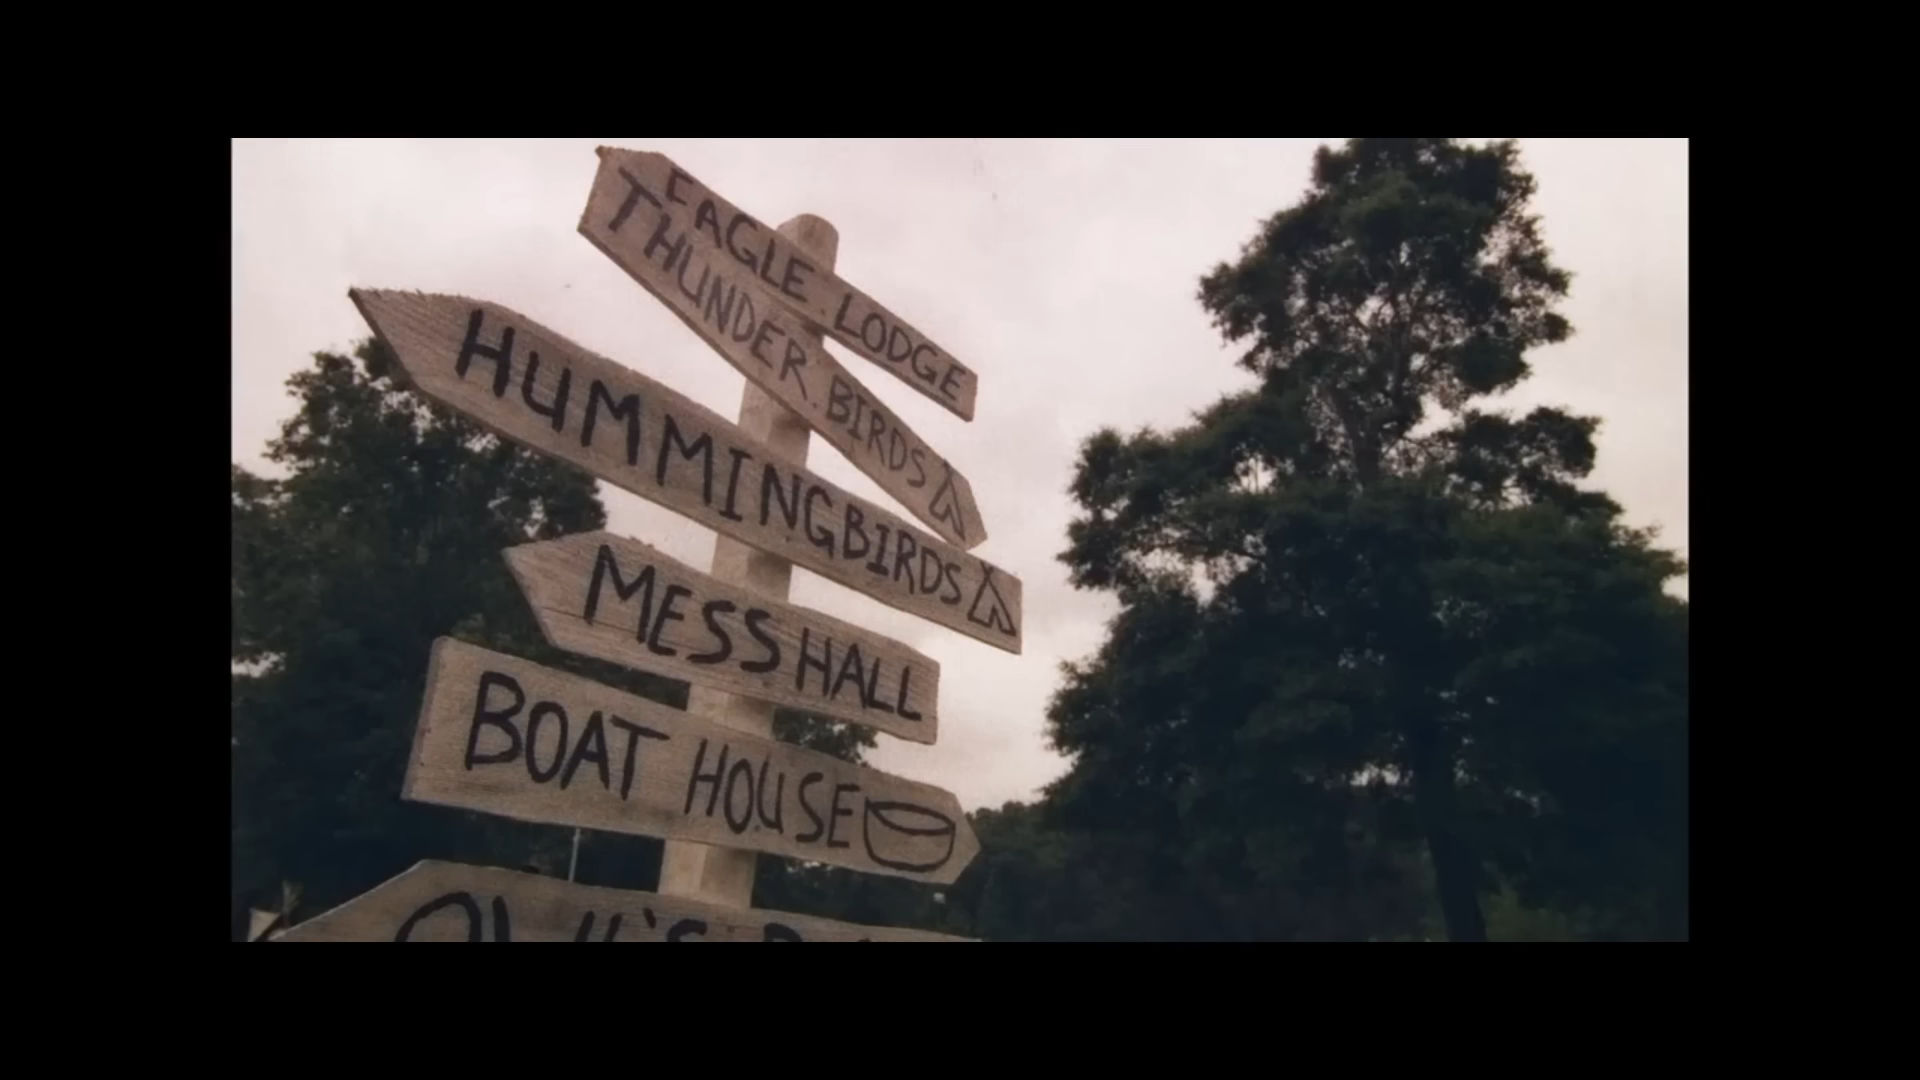 EAGLE LODGE
THUNDER BIRDS
HUMMINGBIRDS
MESS HALL
BOAT HOUSE